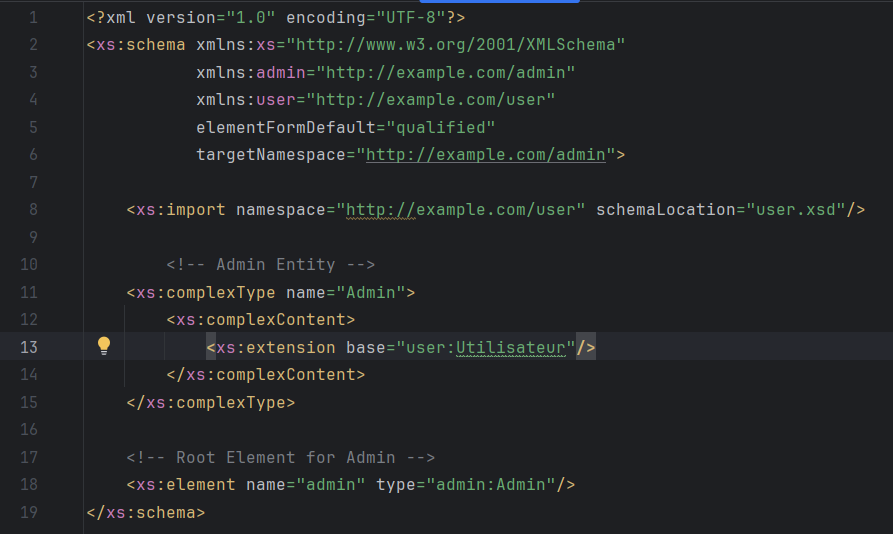 1 <?xml version="1.0" encoding="UTF-8"?>
2 <xs:schema xmlns:xs="http://www.w3.org/2001/XMLSchema"
3 xmlns:admin="http://example.com/admin"
4 xmlns:user="http://example.com/user"
5 elementFormDefault="qualified"
6 targetNamespace="http://example.com/admin">
7
8 <xs:import namespace="http://example.com/user" schemaLocation="user.xsd"/>
9
10 <!-- Admin Entity -->
11 <xs:complexType name="Admin">
12 <xs:complexContent>
13 <xs:extension base="user:Utilisateur"/>
14 </xs:complexContent>
15 </xs:complexType>
16
17 <!-- Root Element for Admin -->
18 <xs:element name="admin" type="admin:Admin"/>
19 </xs:schema>